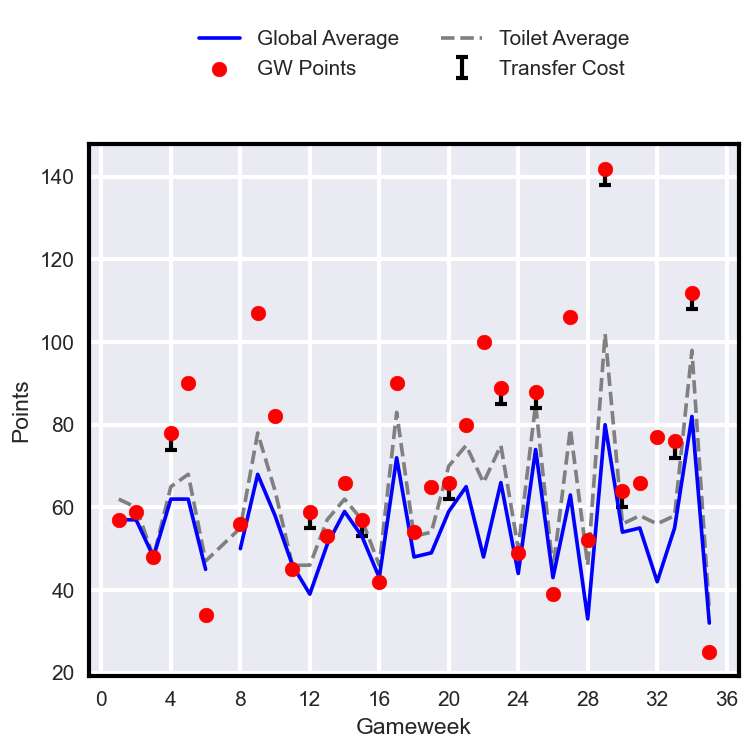 Global Average
Toilet Average
GW Points
Transfer Cost
140
120
100
80
60
40
20
Points
0 4 8 12 16 20 24 28 32 36
Gameweek